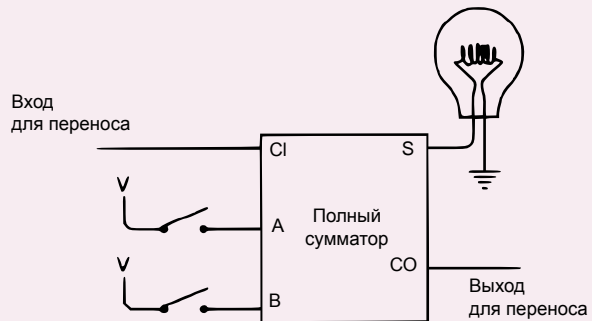 Вход
для переноса
CI
S
V
A
Полный
сумматор
CO
V
B
Выход
для переноса